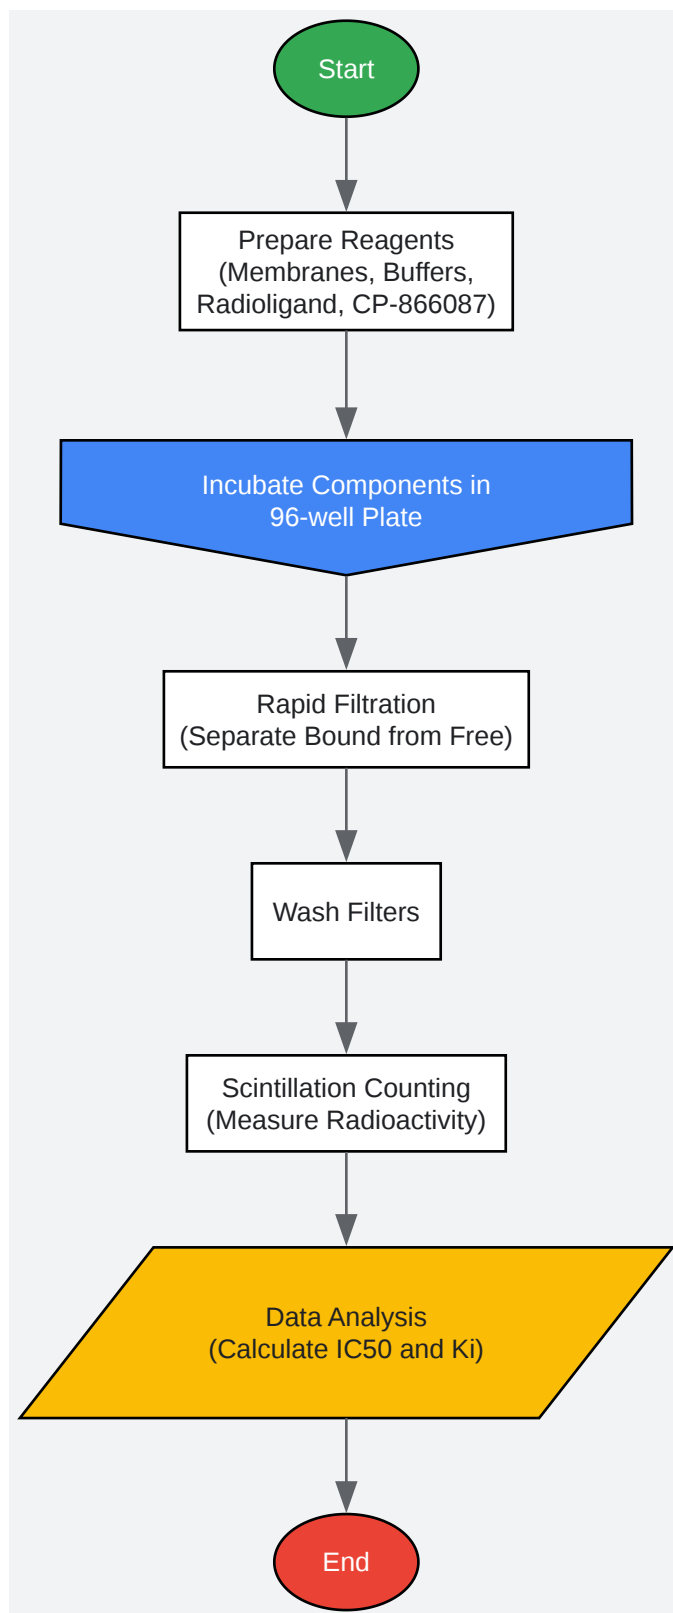 Start
Prepare Reagents
(Membranes, Buffers,
Radioligand, CP-866087)
Incubate Components in
96-well Plate
Rapid Filtration
(Separate Bound from Free)
Wash Filters
Scintillation Counting
(Measure Radioactivity)
Data Analysis
(Calculate IC50 and Ki)
End